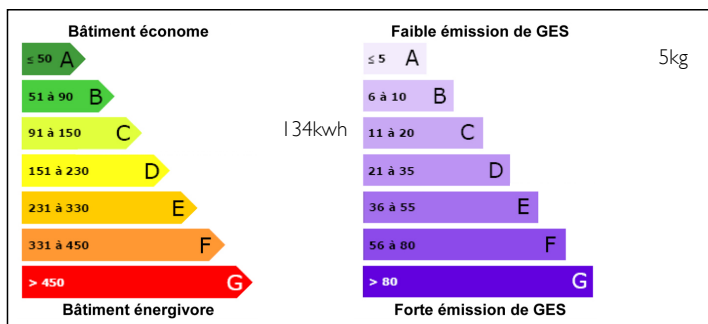 Bâtiment économe
≤ 50 A
51 à 90 B
91 à 150 C
134kwh
151 à 230 D
231 à 330 E
331 à 450 F
> 450 G
Bâtiment énergivore
Faible émission de GES
≤ 5 A
5kg
6 à 10 B
11 à 20 C
21 à 35 D
36 à 55 E
56 à 80 F
> 80 G
Forte émission de GES